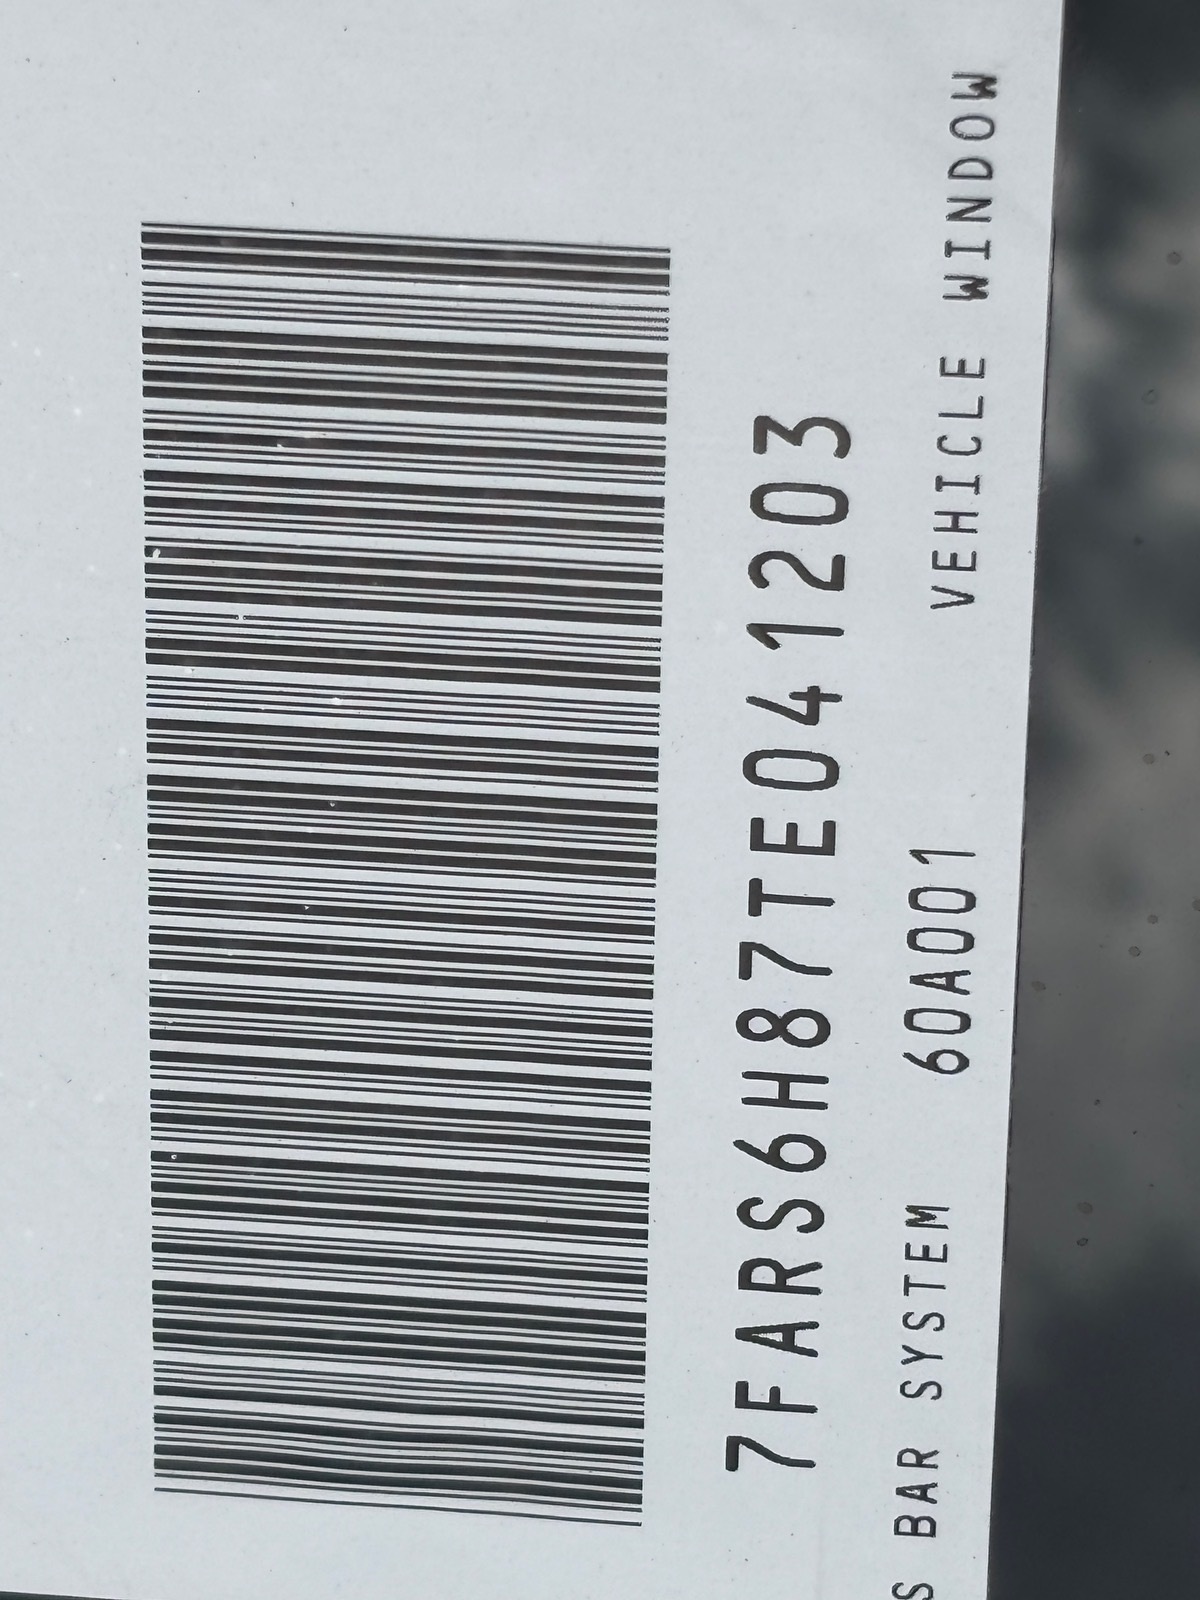 7FARS6H87TE041203
S BAR SYSTEM 60A001 VEHICLE WINDOW